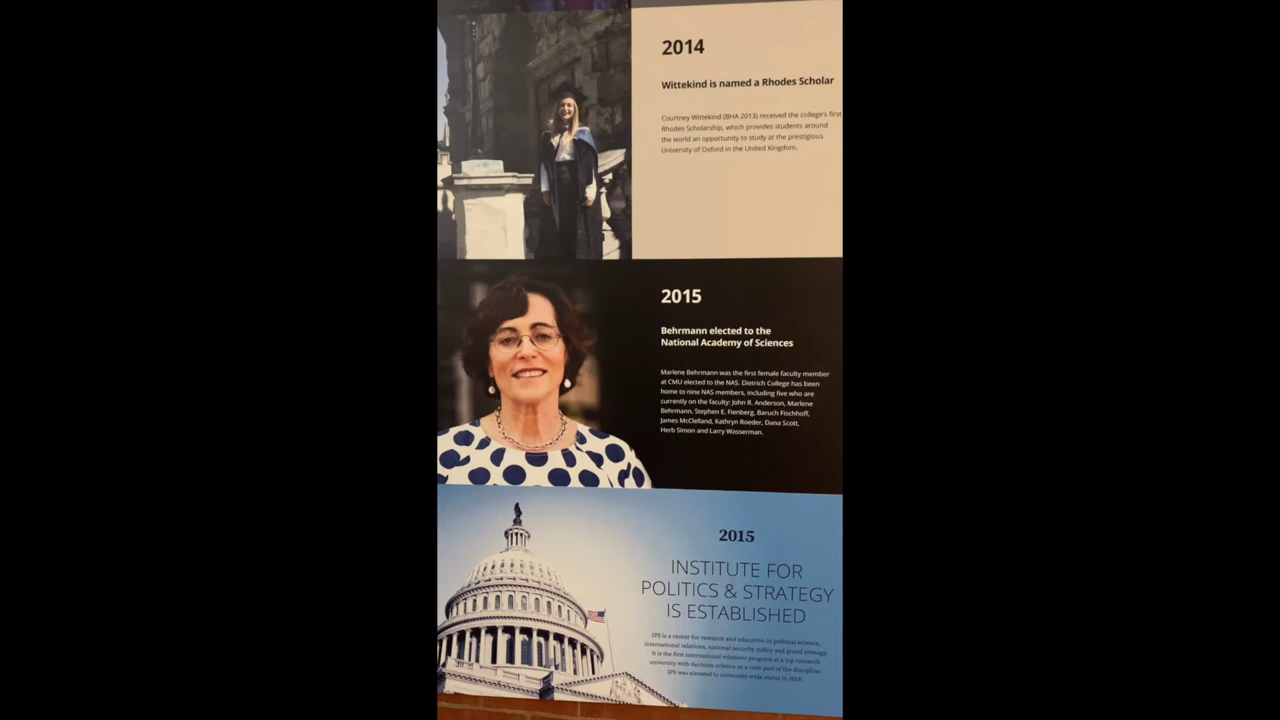 2014
Wittekind is named a Rhodes Scholar
Courtney Wittekind (BHA 2013) received the college's first
Rhodes Scholarship, which provides students around
the world an opportunity to study at the prestigious
University of Oxford in the United Kingdom.
2015
Behrmann elected to the
National Academy of Sciences
Marlene Behrmann was the first female faculty member
at CMU elected to the NAS. Dietrich College has been
home to nine NAS members, including five who are
currently on the faculty: John R. Anderson, Marlene
Behrmann, Stephen E. Fienberg, Baruch Fischhoff,
James McClelland, Kathryn Roeder, Dana Scott,
Herb Simon and Larry Wasserman.
2015
INSTITUTE FOR
POLITICS & STRATEGY
IS ESTABLISHED
IPS is a center for research and education in political science,
international relations, national security policy and grand strategy.
It is the first international relations program at a top research
university with decision science as a core part of the discipline.
IPS was elevated to university-wide status in 2018.